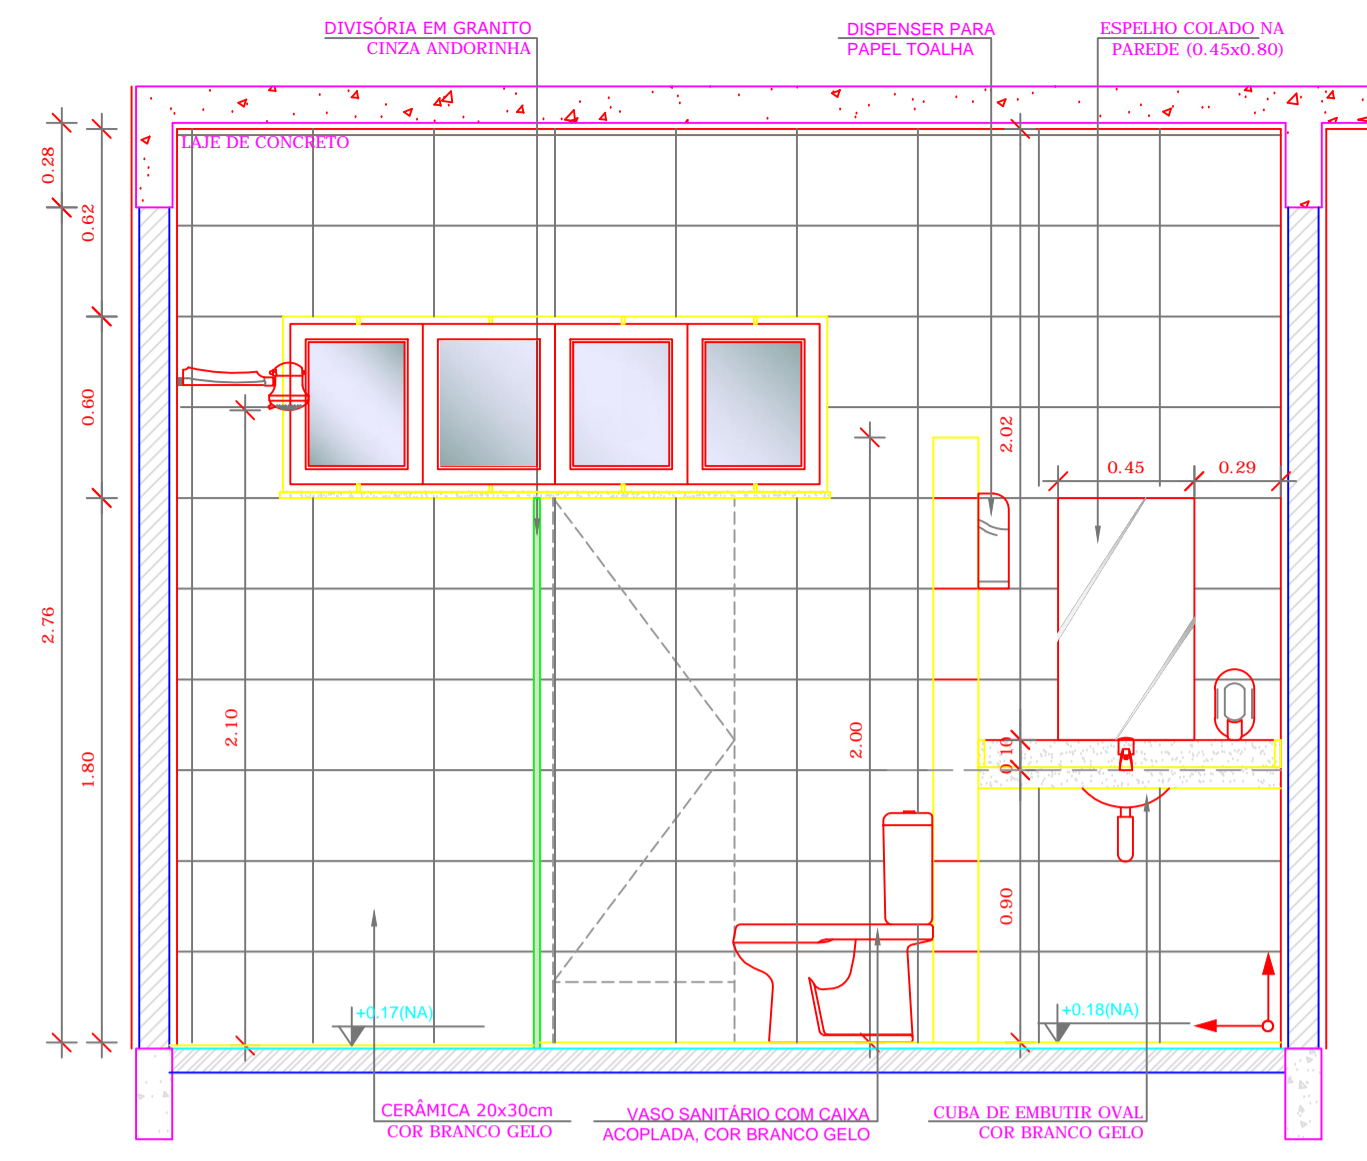 DIVISÓRIA EM GRANITO
CINZA ANDORINHA
DISPENSER PARA
PAPEL TOALHA
ESPELHO COLADO NA
PAREDE (0.45x0.80)
LAJE DE CONCRETO
0.28
0.62
0.60
2.02
0.45
0.29
2.76
2.10
2.00
0.10
1.80
0.90
+0.17(NA)
+0.18(NA)
CERÂMICA 20x30cm
COR BRANCO GELO
VASO SANITÁRIO COM CAIXA
ACOPLADA, COR BRANCO GELO
CUBA DE EMBUTIR OVAL
COR BRANCO GELO